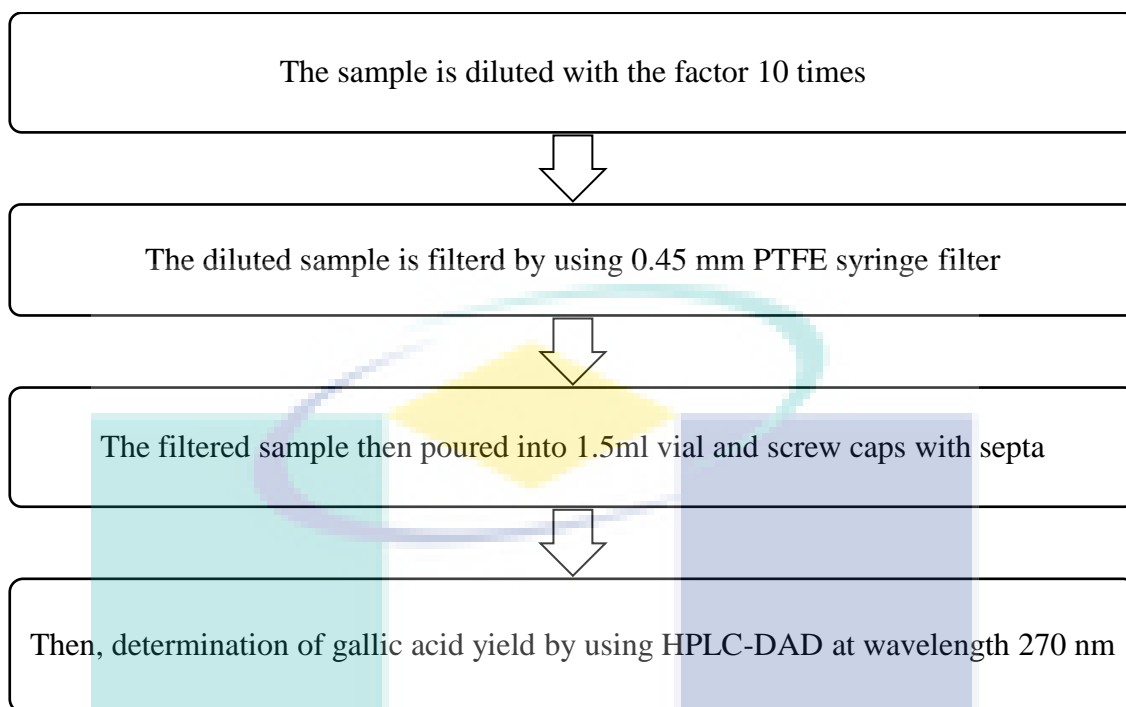 The sample is diluted with the factor 10 times
The diluted sample is filterd by using 0.45 mm PTFE syringe filter
The filtered sample then poured into 1.5ml vial and screw caps with septa
Then, determination of gallic acid yield by using HPLC-DAD at wavelength 270 nm